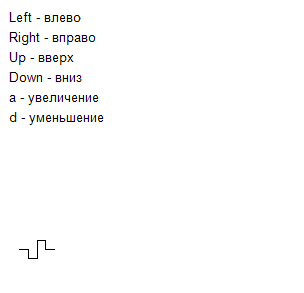 Left - влево
Right - вправо
Up - вверх
Down - вниз
a - увеличение
d - уменьшение